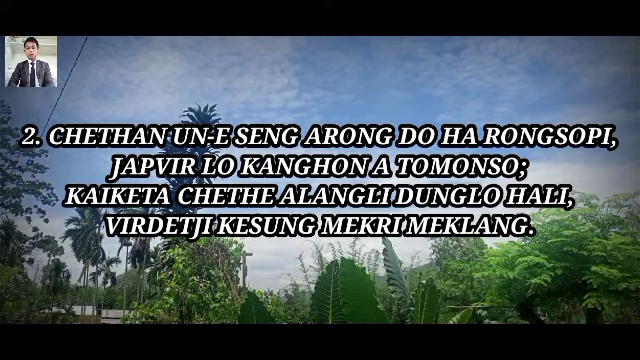 2. CHETHAN UN-E SENG ARONG DO HA RONGSOPI,
JAPVIR LO KANGHON A TOMONSO;
KAIKETA CHETHE ALANGLI DUNGLO HALI,
VIRDETJI KESUNG MEKRI MEKLANG.